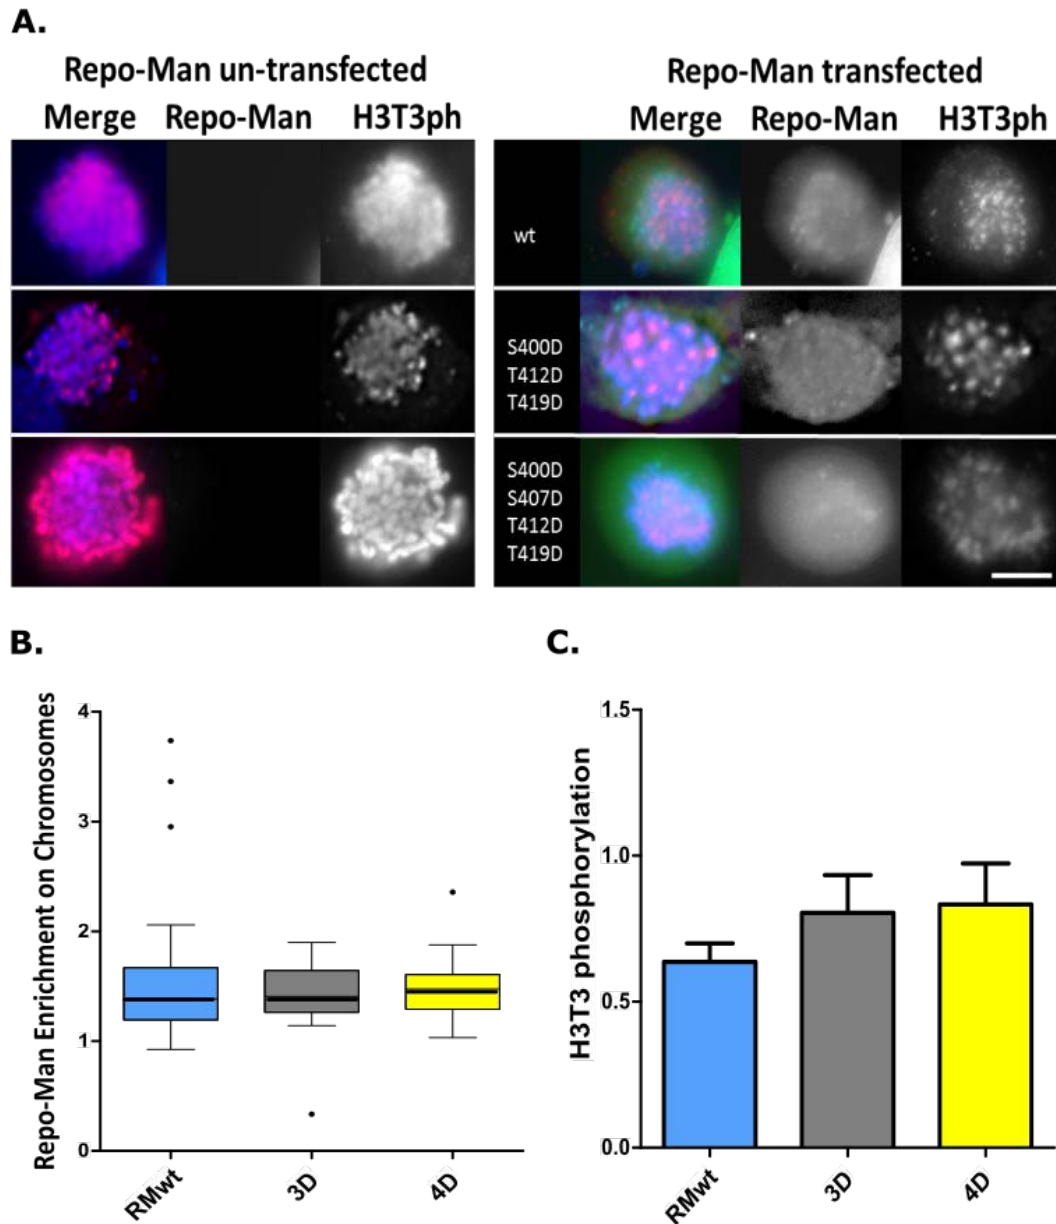 A.
Repo-Man un-transfected
Merge Repo-Man H3T3ph
Repo-Man transfected
Merge Repo-Man H3T3ph
wt
S400D
T412D
T419D
S400D
S407D
T412D
T419D
B.
Repo-Man Enrichment on Chromosomes
4
3
2
1
0
RMwt
3D
4D
C.
H3T3 phosphorylation
1.5
1.0
0.5
0.0
RMwt
3D
4D